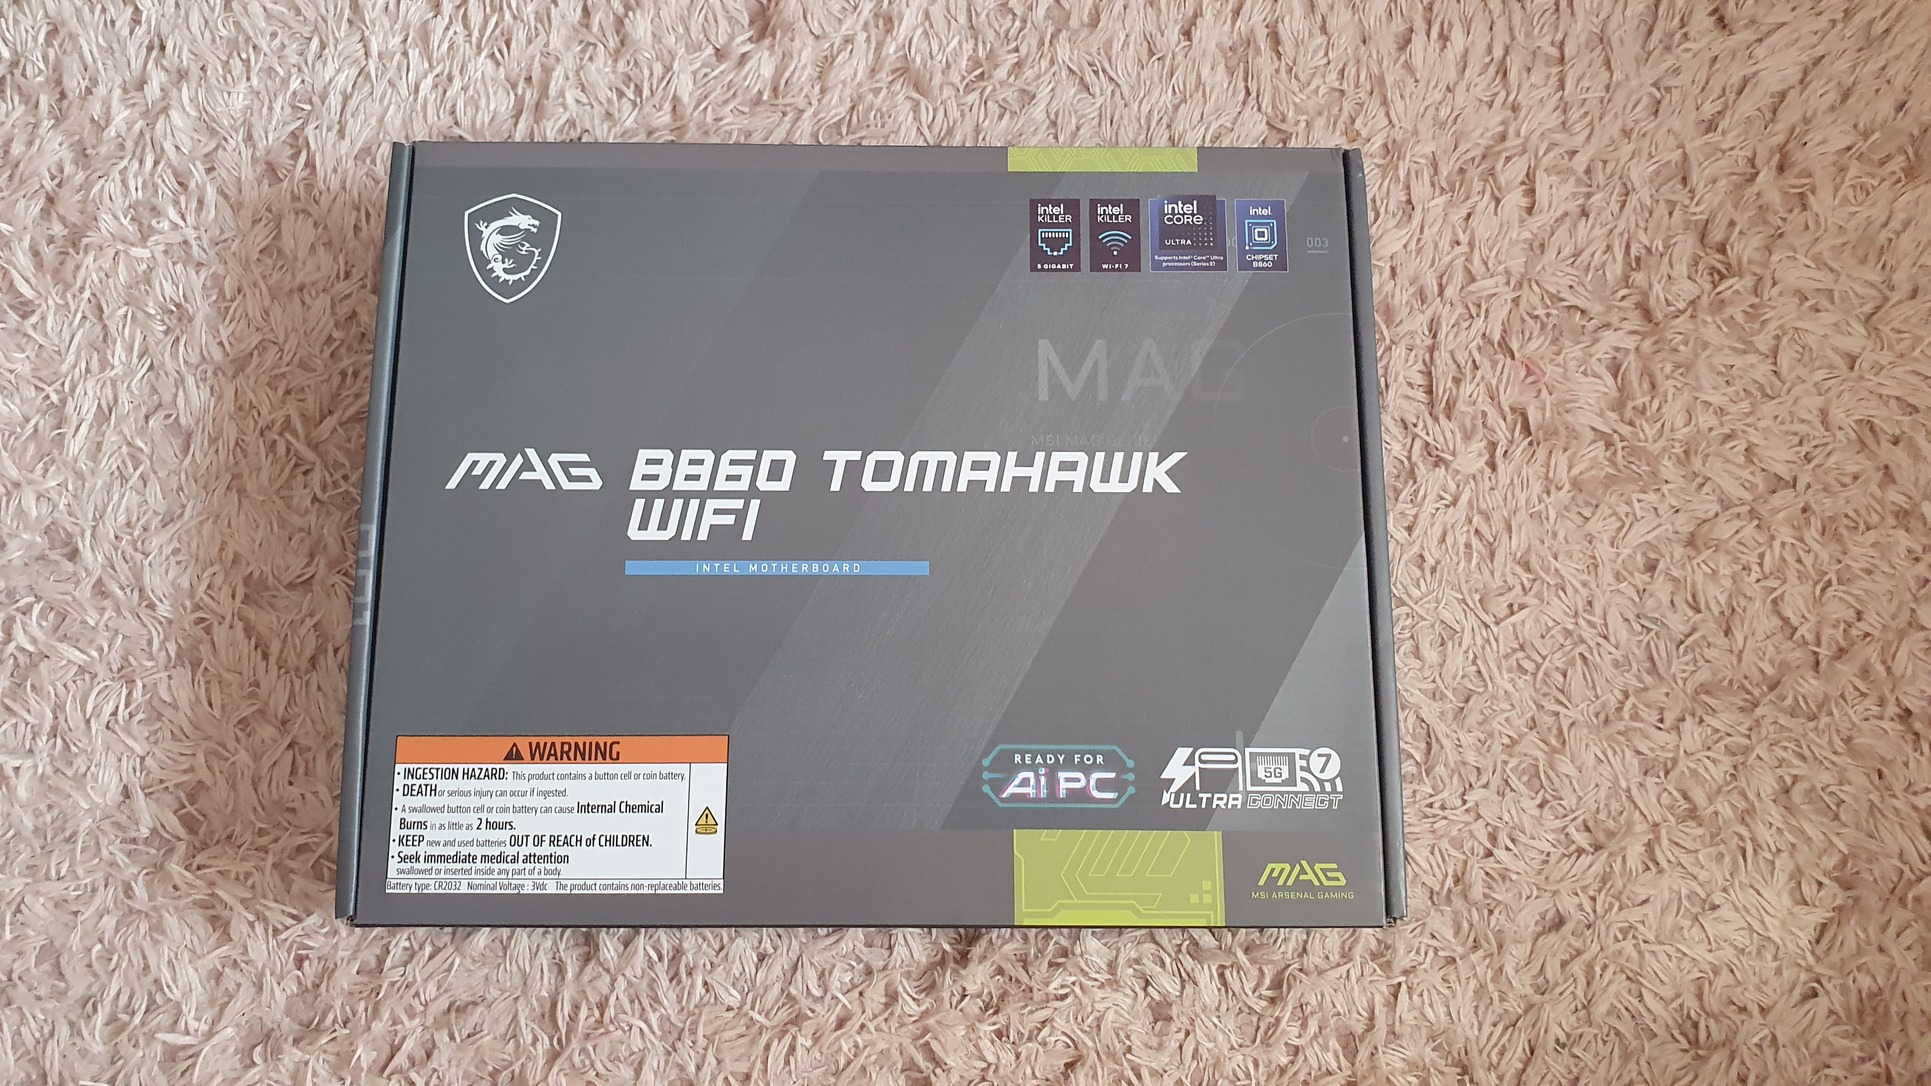 intel
KILLER
5 GIGABIT
intel
KILLER
WI-FI 7
intel
CORE
ULTRA
Supports Intel® Core™ Ultra
processors (Series 2)
intel
CHIPSET
B860
003
MAG
MSI MAG SERIES
MAG B860 TOMAHAWK
WIFI
INTEL MOTHERBOARD
WARNING
• INGESTION HAZARD: This product contains a button cell or coin battery.
• DEATH or serious injury can occur if ingested.
• A swallowed button cell or coin battery can cause Internal Chemical
Burns in as little as 2 hours.
• KEEP new and used batteries OUT OF REACH of CHILDREN.
• Seek immediate medical attention
swallowed or inserted inside any part of a body.
Battery type: CR2032 Nominal Voltage : 3Vdc The product contains non-replaceable batteries.
READY FOR
Ai PC
5G
7
ULTRA CONNECT
MAG
MSI ARSENAL GAMING